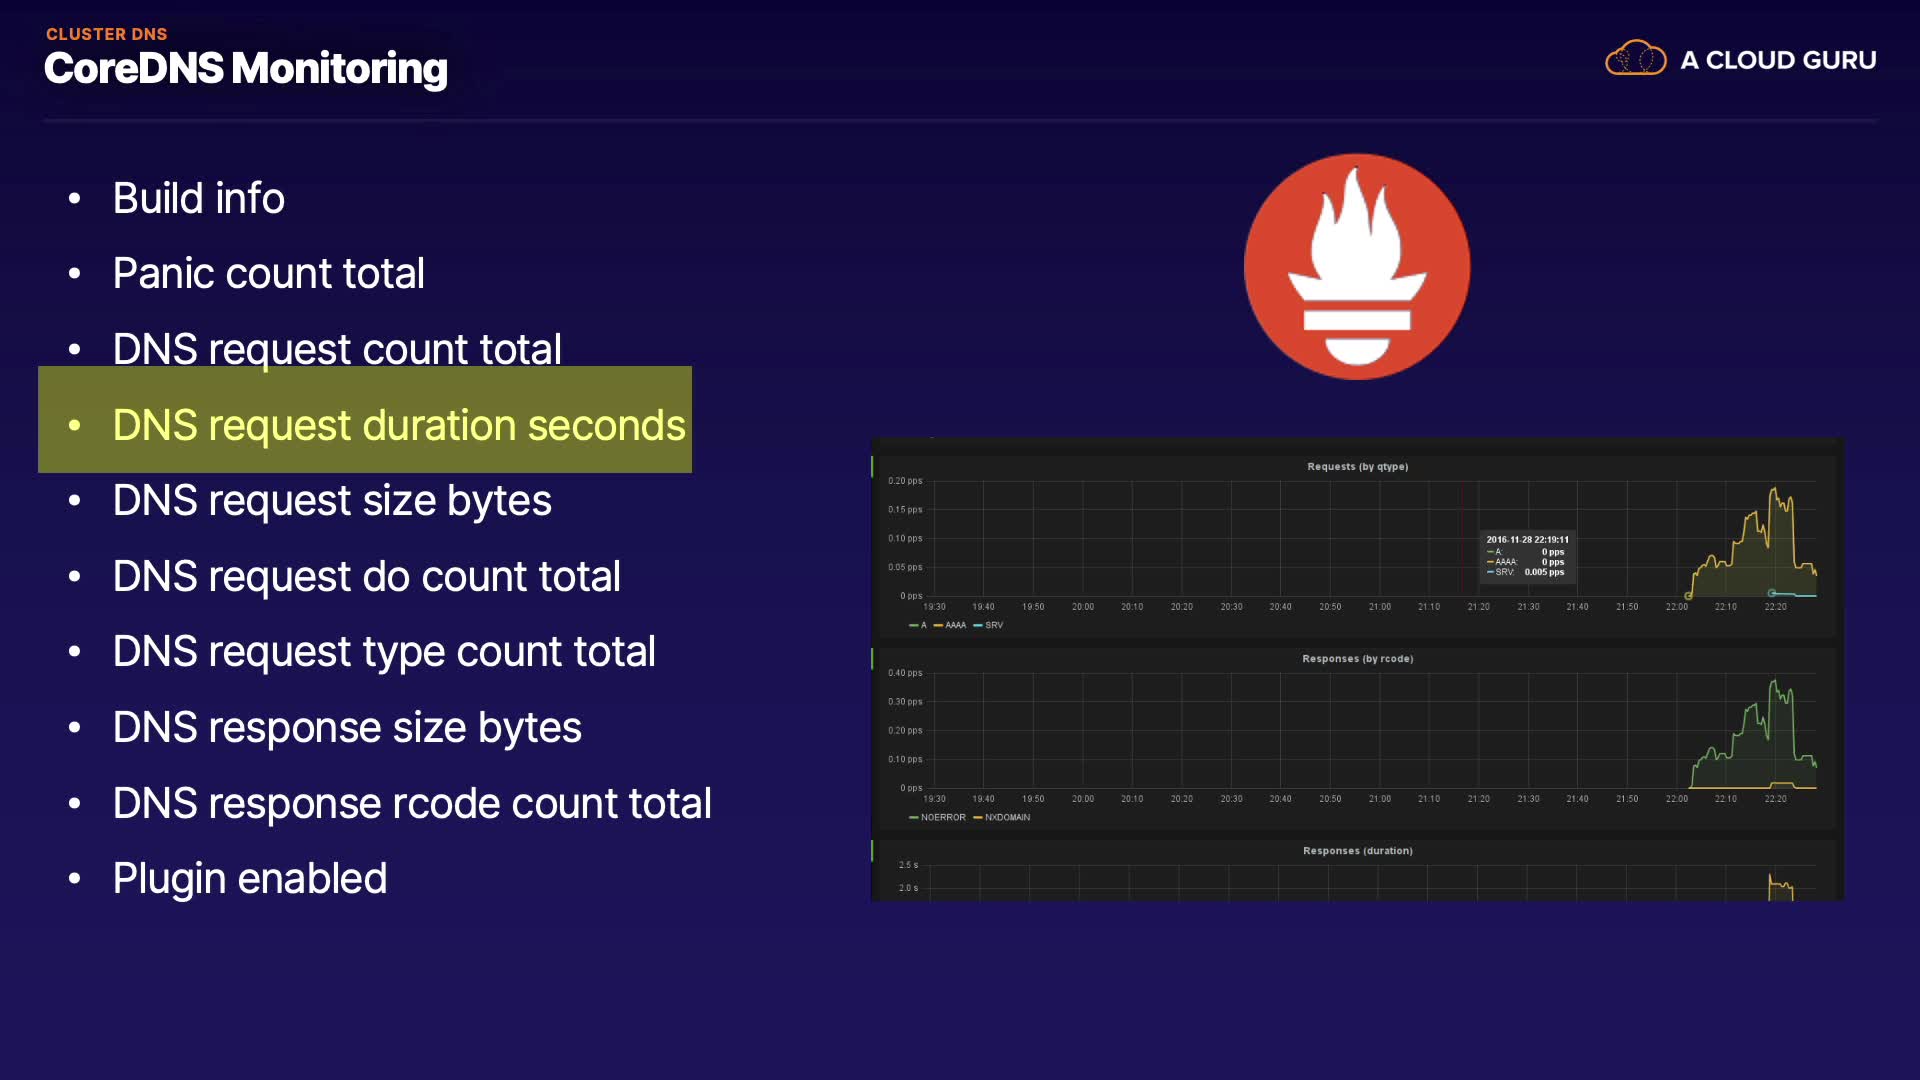 CLUSTER DNS
CoreDNS Monitoring
A CLOUD GURU
• Build info
• Panic count total
• DNS request count total
• DNS request duration seconds
• DNS request size bytes
• DNS request do count total
• DNS request type count total
• DNS response size bytes
• DNS response rcode count total
• Plugin enabled
Requests (by qtype)
0.20 pps
0.15 pps
0.10 pps
0.05 pps
0 pps
2016-11-28 22:19:11
A: 0 pps
AAAA: 0 pps
SRV: 0.005 pps
19:30 19:40 19:50 20:00 20:10 20:20 20:30 20:40 20:50 21:00 21:10 21:20 21:30 21:40 21:50 22:00 22:10 22:20
A AAAA SRV
Responses (by rcode)
0.40 pps
0.30 pps
0.20 pps
0.10 pps
0 pps
19:30 19:40 19:50 20:00 20:10 20:20 20:30 20:40 20:50 21:00 21:10 21:20 21:30 21:40 21:50 22:00 22:10 22:20
NOERROR NXDOMAIN
Responses (duration)
2.5 s
2.0 s